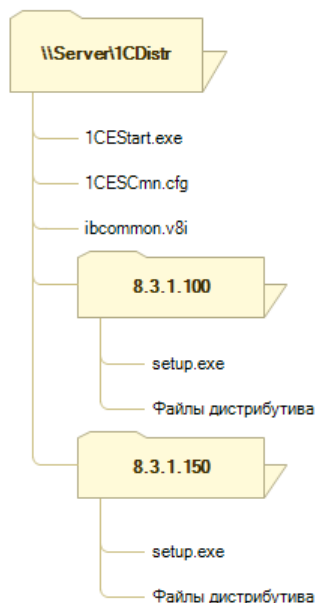 \\Server\1CDistr
1CEStart.exe
1CESCmn.cfg
ibcommon.v8i
8.3.1.100
setup.exe
Файлы дистрибутива
8.3.1.150
setup.exe
Файлы дистрибутива